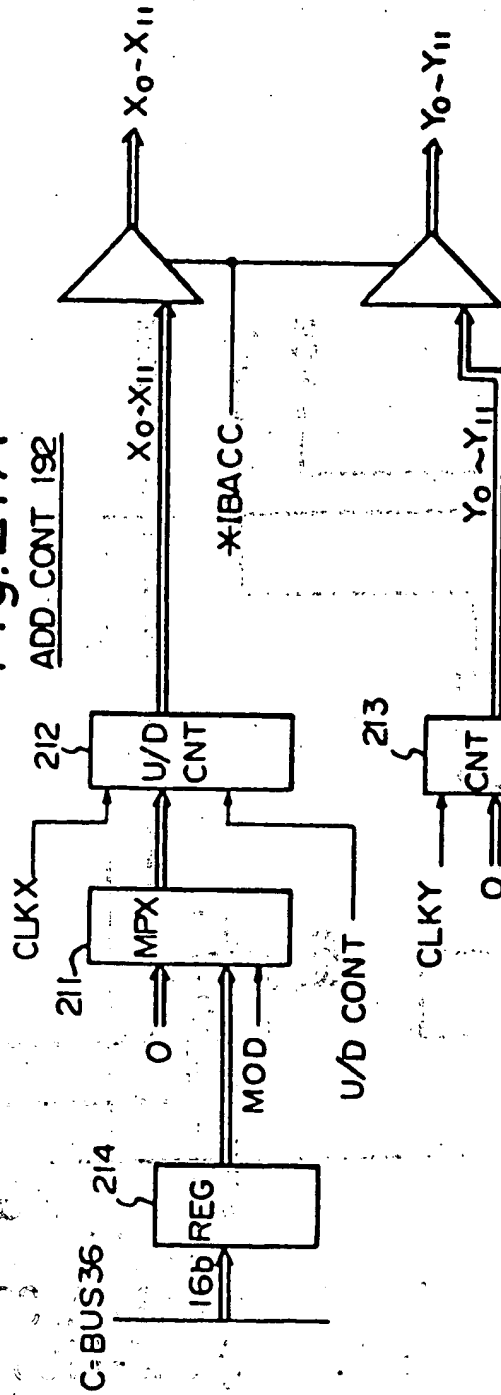 Fig.
ADD CONT 192
C-BUS36
16b
REG
214
0
MOD
211
MPX
CLKX
212
U/D
CNT
U/D CONT
X0~X11
X0~X11
*IBACC
CLKY
0
213
CNT
Y0~Y11
Y0~Y11